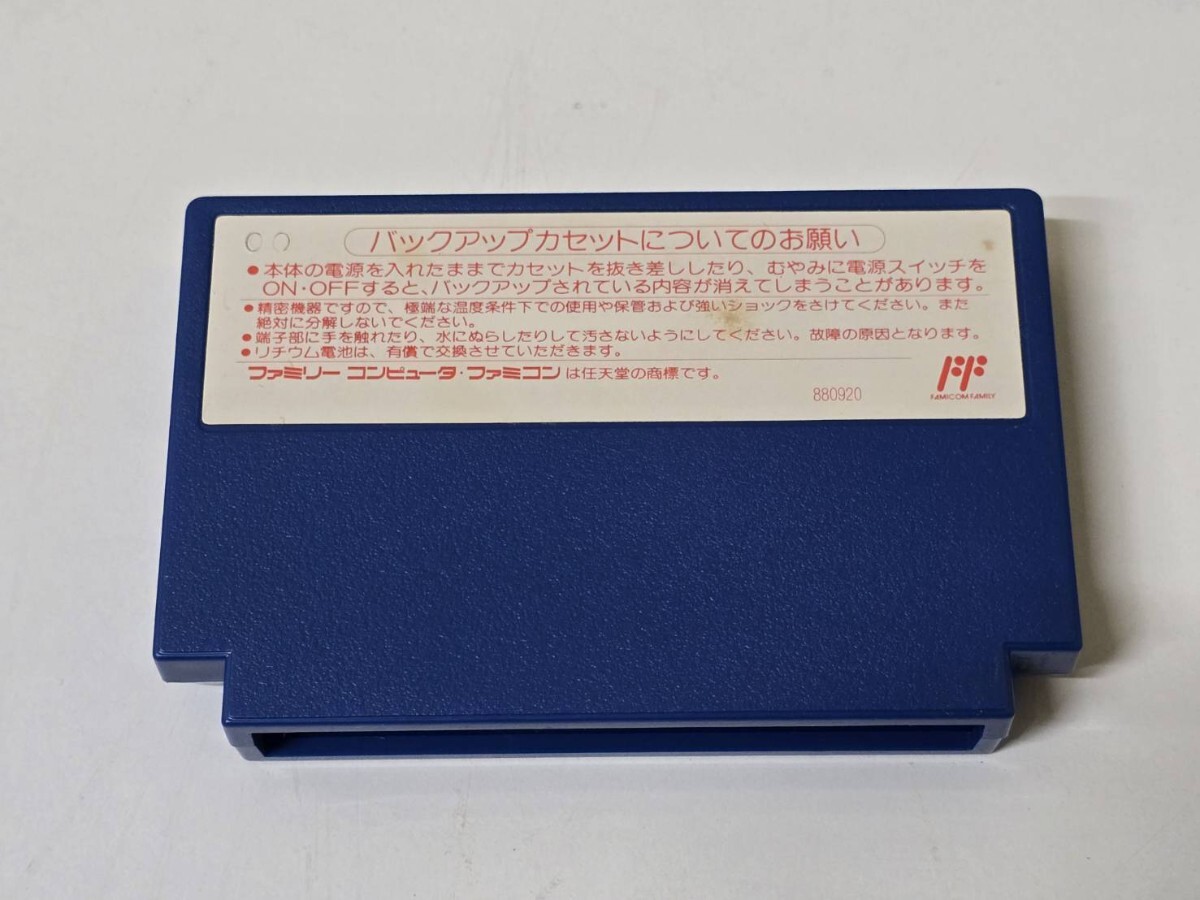 バックアップカセットについてのお願い
●本体の電源を入れたままでカセットを抜き差ししたり、むやみに電源スイッチを
ON・OFFすると、バックアップされている内容が消えてしまうことがあります。
●精密機器ですので、極端な温度条件下での使用や保管および強いショックをさけてください。また
絶対に分解しないでください。
●端子部に手を触れたり、水にぬらしたりして汚さないようにしてください。故障の原因となります。
●リチウム電池は、有償で交換させていただきます。
ファミリー コンピュータ・ファミコンは任天堂の商標です。
880920
FAMICOM FAMILY